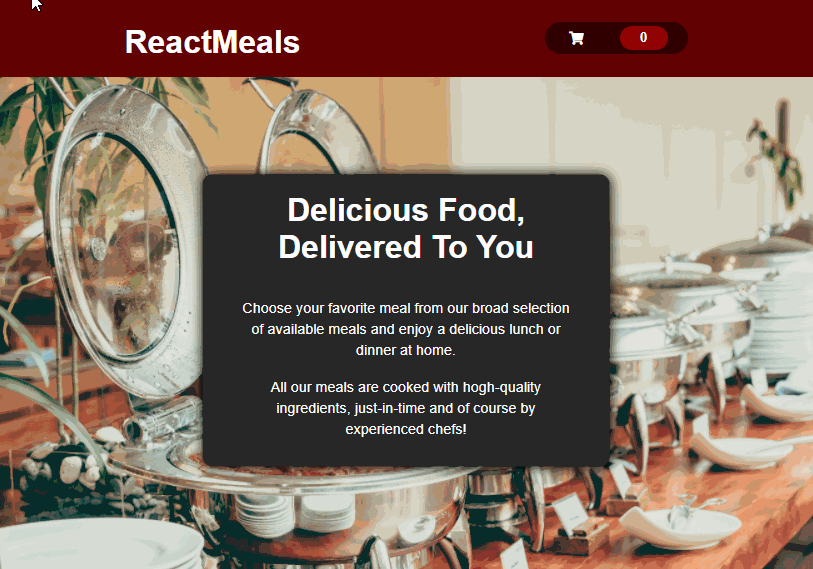 ReactMeals
0
Delicious Food,
Delivered To You
Choose your favorite meal from our broad selection
of available meals and enjoy a delicious lunch or
dinner at home.
All our meals are cooked with hogh-quality
ingredients, just-in-time and of course by
experienced chefs!